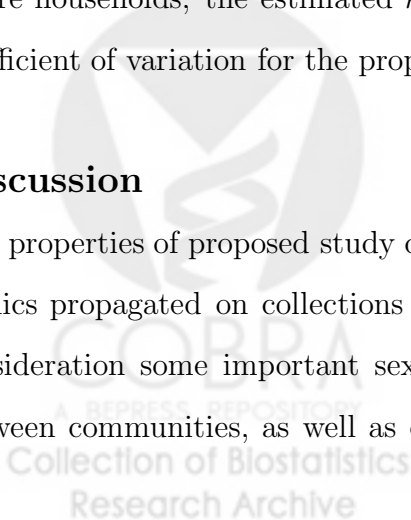 re households, the estimated
fficient of variation for the prop
scussion
properties of proposed study
nics propagated on collections
sideration some important sex
ween communities, as well as
COBRA
A BEPRESS REPOSITORY
Collection of Biostatistics
Research Archive